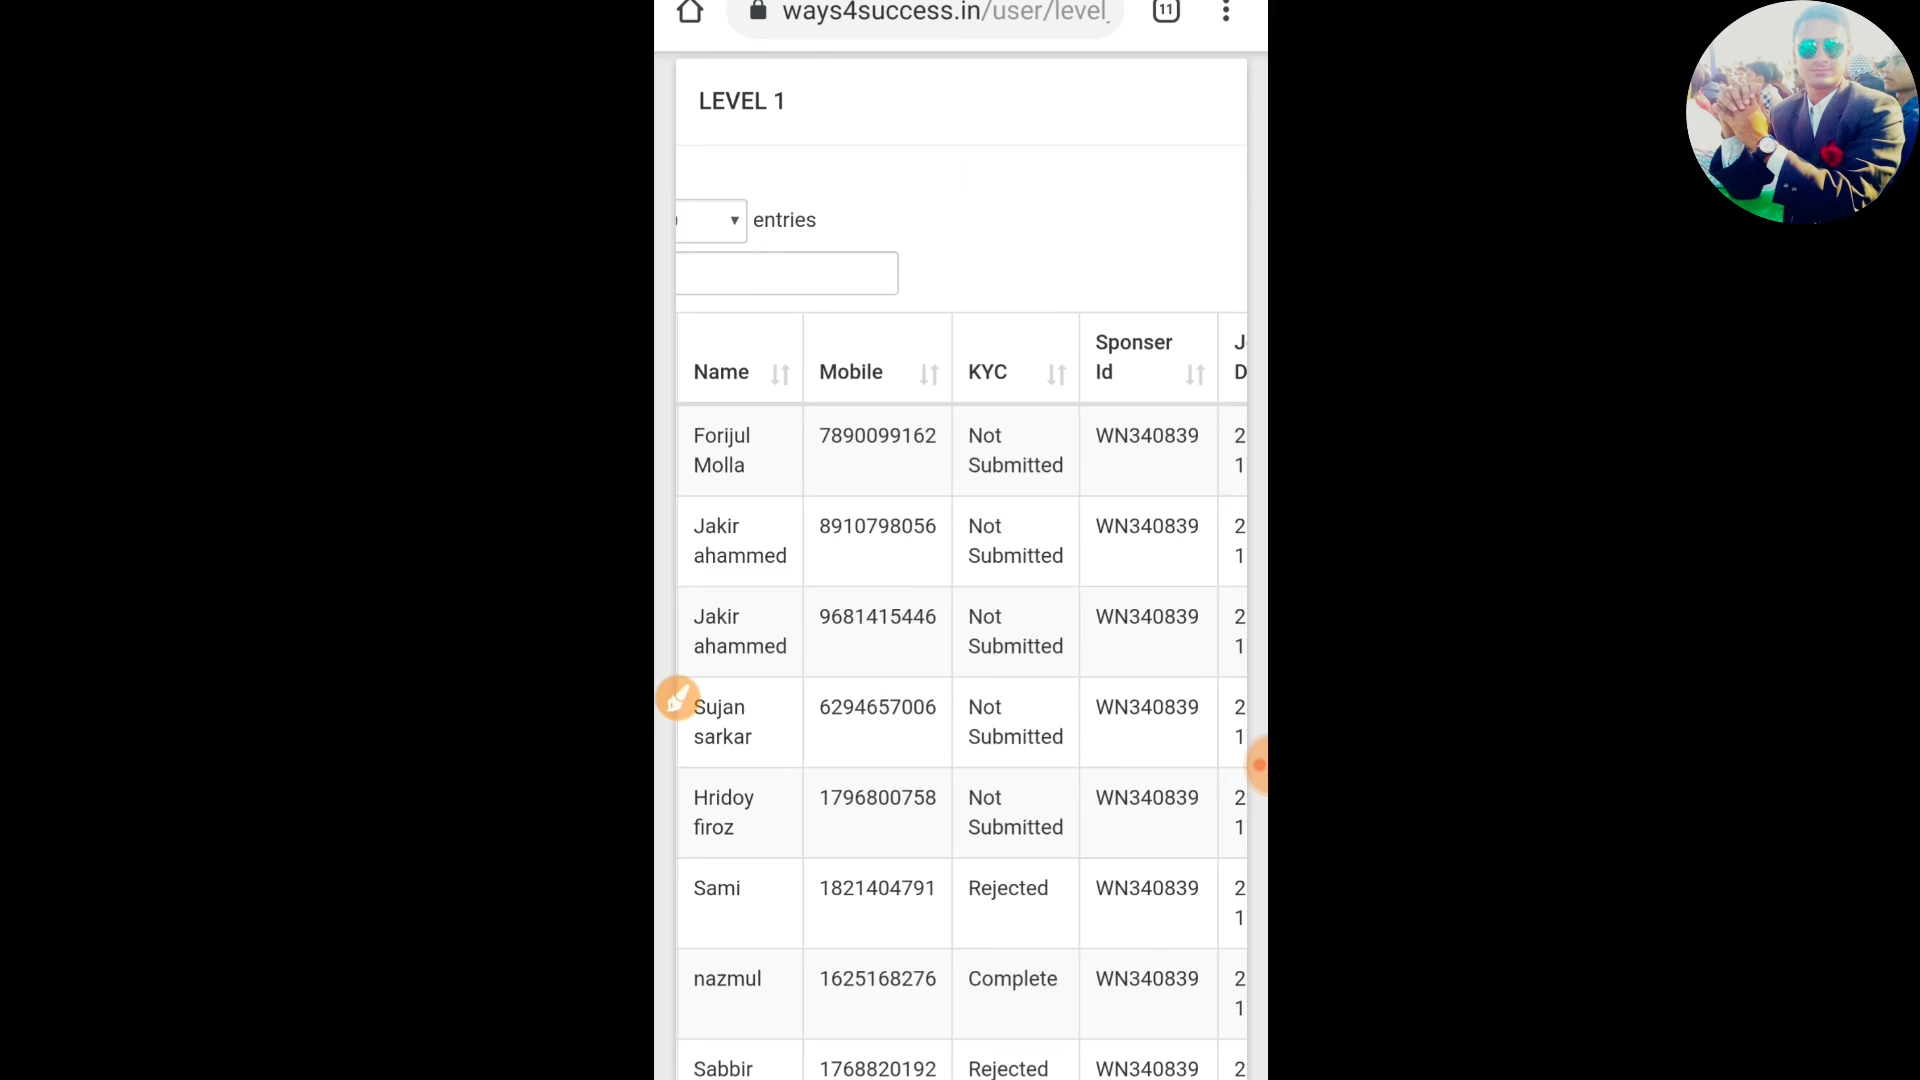 ways4success.in/user/level_
11
LEVEL 1
entries
Name Mobile KYC Sponser Id
Forijul Molla 7890099162 Not Submitted WN340839
Jakir ahammed 8910798056 Not Submitted WN340839
Jakir ahammed 9681415446 Not Submitted WN340839
Sujan sarkar 6294657006 Not Submitted WN340839
Hridoy firoz 1796800758 Not Submitted WN340839
Sami 1821404791 Rejected WN340839
nazmul 1625168276 Complete WN340839
Sabbir 1768820192 Rejected WN340839